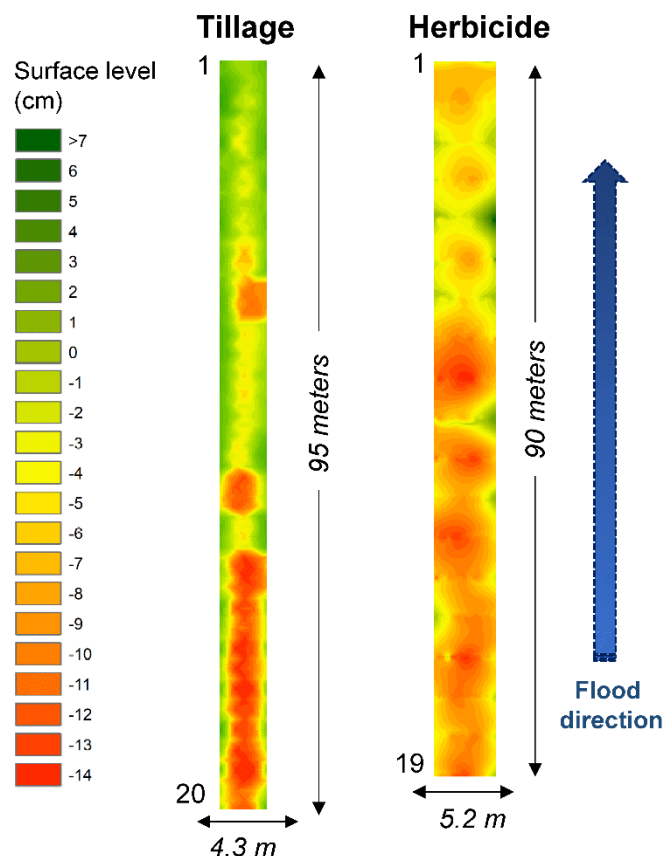 Tillage
Herbicide
Surface level
(cm)
>7
6
5
4
3
2
1
0
-1
-2
-3
-4
-5
-6
-7
-8
-9
-10
-11
-12
-13
-14
1
20
95 meters
4.3 m
1
19
90 meters
5.2 m
Flood
direction